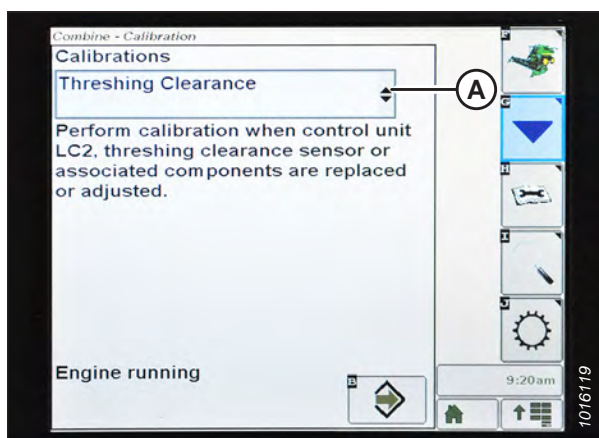 Combine - Calibration
Calibrations
Threshing Clearance
A
Perform calibration when control unit
LC2, threshing clearance sensor or
associated components are replaced
or adjusted.
Engine running
B
F
G
H
I
J
9:20am
1016119